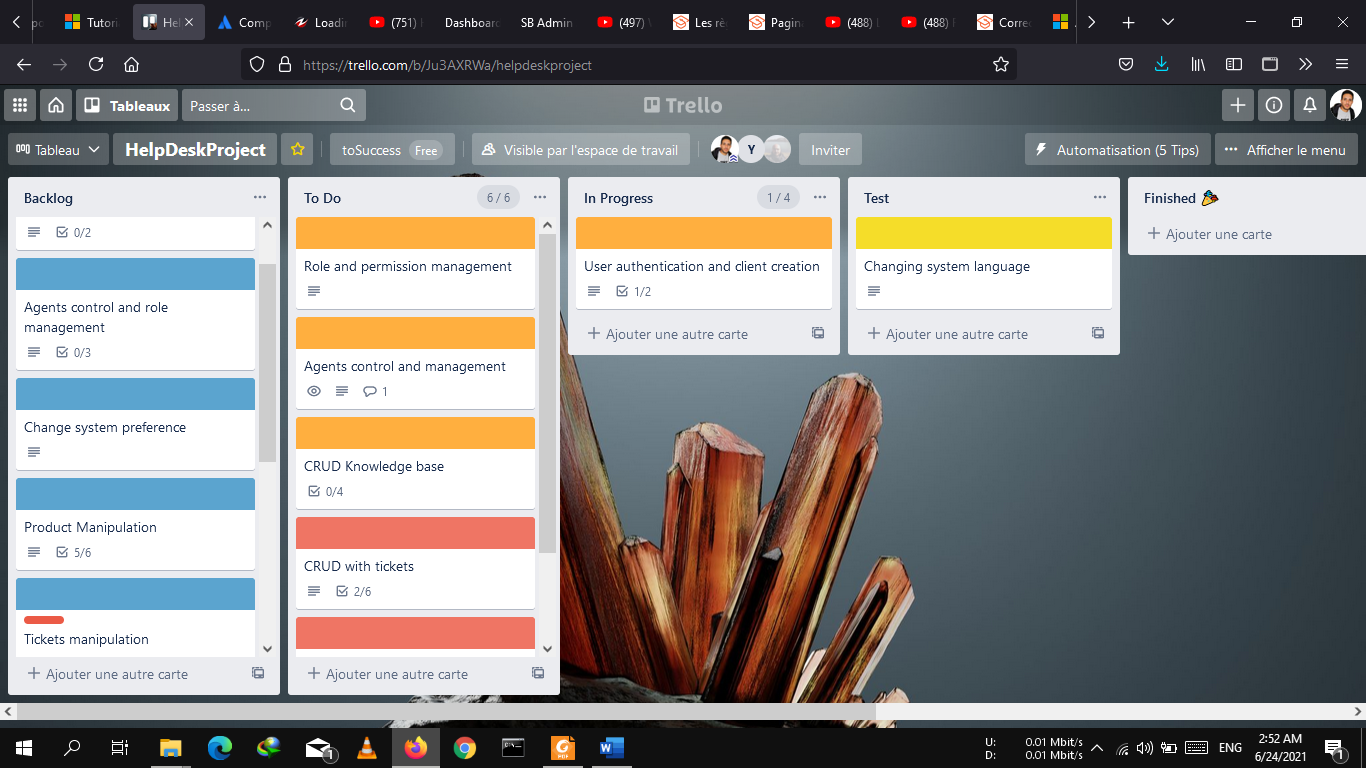 Tutori
Hel
Comp
Loadin
(751)
Dashboard
SB Admin
(497)
Les rè
Pagina
(488)
(488)
Correc
https://trello.com/b/Ju3AXRWa/helpdeskproject
Tableaux
Passer à...
Trello
Tableau
HelpDeskProject
toSuccess Free
Visible par l'espace de travail
Y
Inviter
Automatisation (5 Tips)
Afficher le menu
Backlog
0/2
Agents control and role
management
0/3
Change system preference
Product Manipulation
5/6
Tickets manipulation
Ajouter une autre carte
To Do
6 / 6
Role and permission management
Agents control and management
1
CRUD Knowledge base
0/4
CRUD with tickets
2/6
Ajouter une autre carte
In Progress
1 / 4
User authentication and client creation
1/2
Ajouter une autre carte
Test
Changing system language
Ajouter une autre carte
Finished 🎉
Ajouter une carte
U: 0.01 Mbit/s
D: 0.01 Mbit/s
ENG
2:52 AM
6/24/2021
1
1
PDF